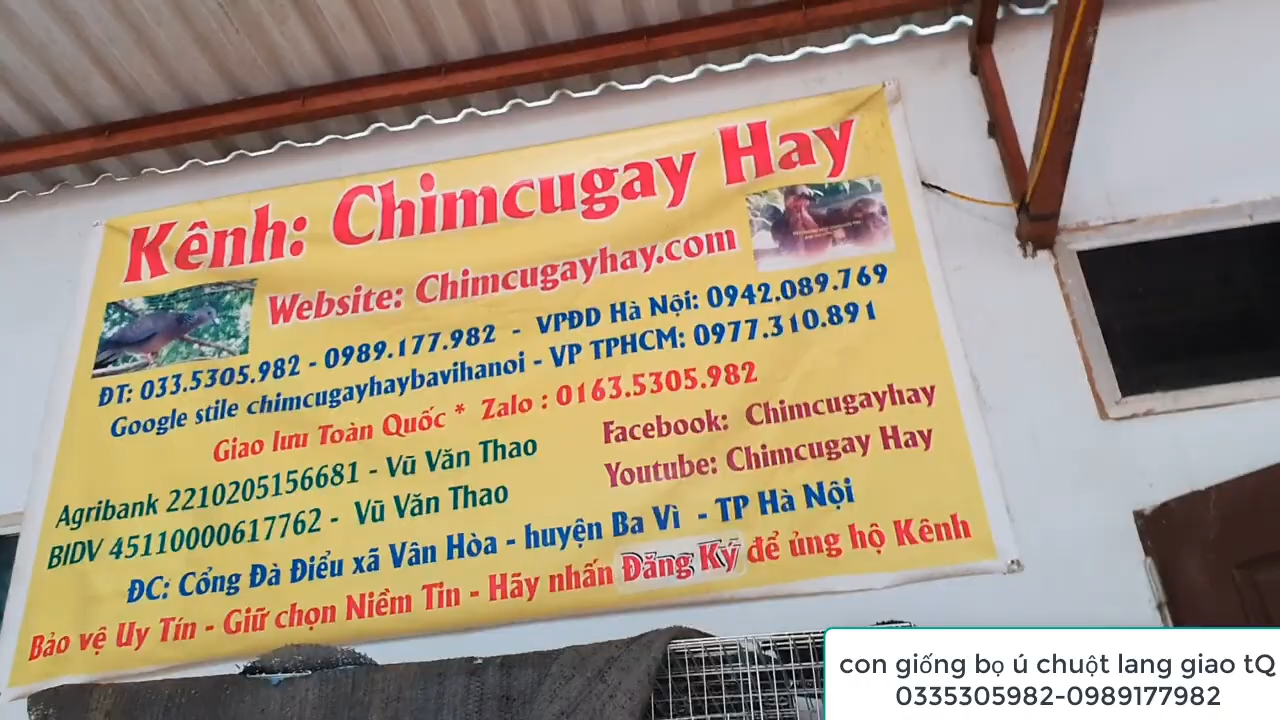 Kênh: Chimcugay Hay
Website: Chimcugayhay.com
ĐT: 033.5305.982 - 0989.177.982 - VPĐD Hà Nội: 0942.089.769
Google stile chimcugayhaybavihanoi - VP TPHCM: 0977.310.891
Giao lưu Toàn Quốc * Zalo : 0163.5305.982
Agribank 2210205156681 - Vũ Văn Thao
Facebook: Chimcugayhay
BIDV 45110000617762 - Vũ Văn Thao
Youtube: Chimcugay Hay
ĐC: Cổng Đà Điểu xã Vân Hòa - huyện Ba Vì - TP Hà Nội
Bảo vệ Uy Tín - Giữ chọn Niềm Tin - Hãy nhấn Đăng Ký để ủng hộ Kênh
con giống bọ ú chuột lang giao tQ
0335305982-0989177982